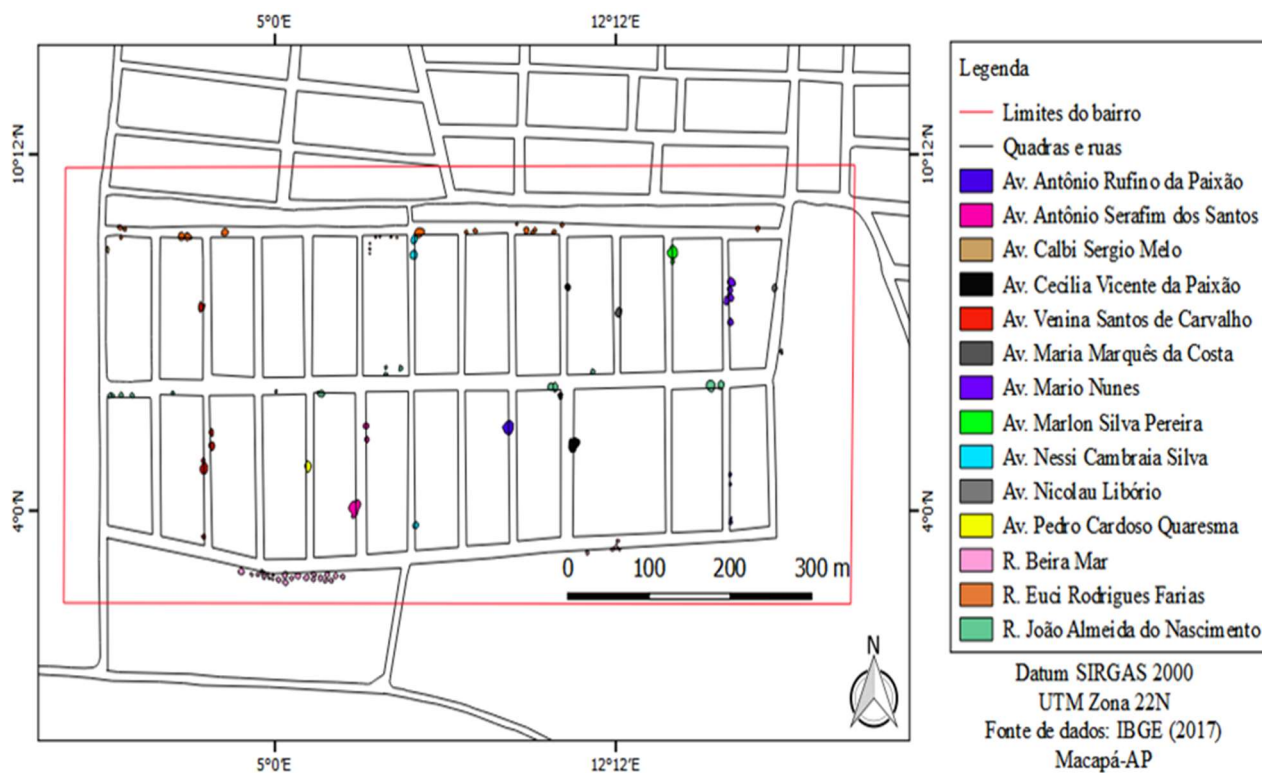 5°0'E 12°12'E
10°12'N 10°12'N
4°0'N 4°0'N
0 100 200 300 m
N
5°0'E 12°12'E
Legenda
Limites do bairro
Quadras e ruas
Av. Antônio Rufino da Paixão
Av. Antônio Serafim dos Santos
Av. Calbi Sergio Melo
Av. Cecília Vicente da Paixão
Av. Venina Santos de Carvalho
Av. Maria Marquês da Costa
Av. Mario Nunes
Av. Marlon Silva Pereira
Av. Nessi Cambraia Silva
Av. Nicolau Libório
Av. Pedro Cardoso Quaresma
R. Beira Mar
R. Euci Rodrigues Farias
R. João Almeida do Nascimento
Datum SIRGAS 2000
UTM Zona 22N
Fonte de dados: IBGE (2017)
Macapá-AP